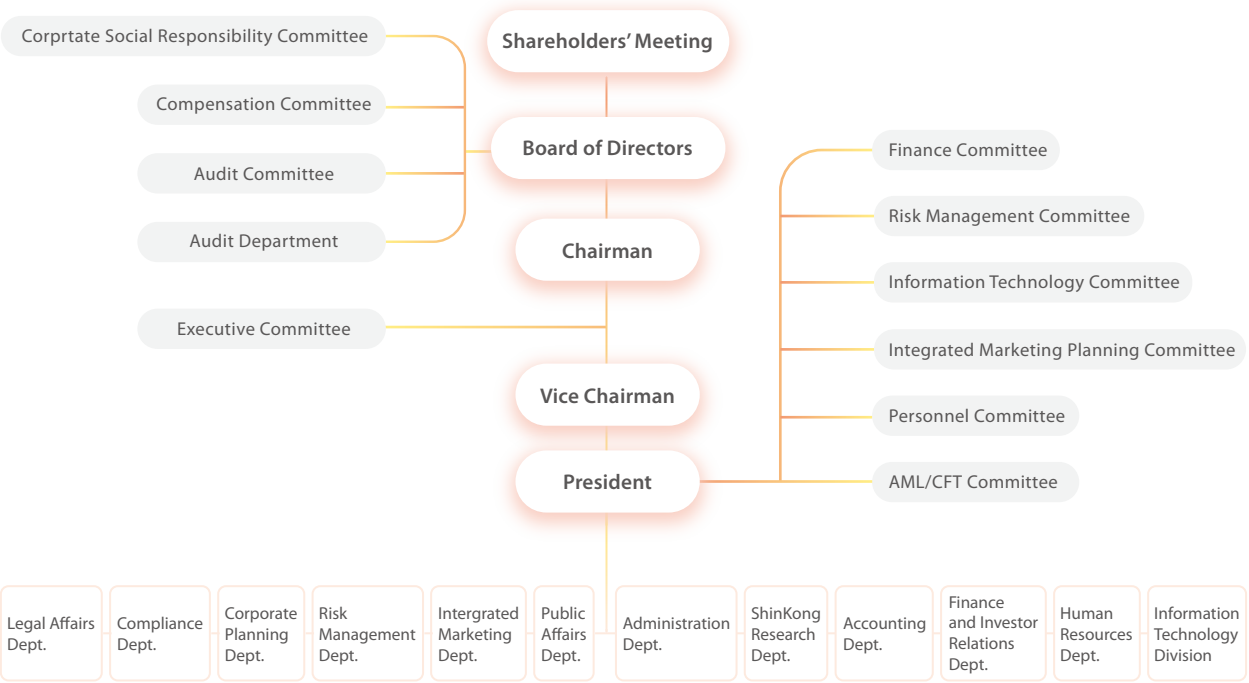 Corprtate Social Responsibility Committee
Compensation Committee
Audit Committee
Audit Department
Executive Committee
Shareholders’ Meeting
Board of Directors
Chairman
Vice Chairman
President
Finance Committee
Risk Management Committee
Information Technology Committee
Integrated Marketing Planning Committee
Personnel Committee
AML/CFT Committee
Legal Affairs
Dept.
Compliance
Dept.
Corporate
Planning
Dept.
Risk
Management
Dept.
Intergrated
Marketing
Dept.
Public
Affairs
Dept.
Administration
Dept.
ShinKong
Research
Dept.
Accounting
Dept.
Finance
and Investor
Relations
Dept.
Human
Resources
Dept.
Information
Technology
Division